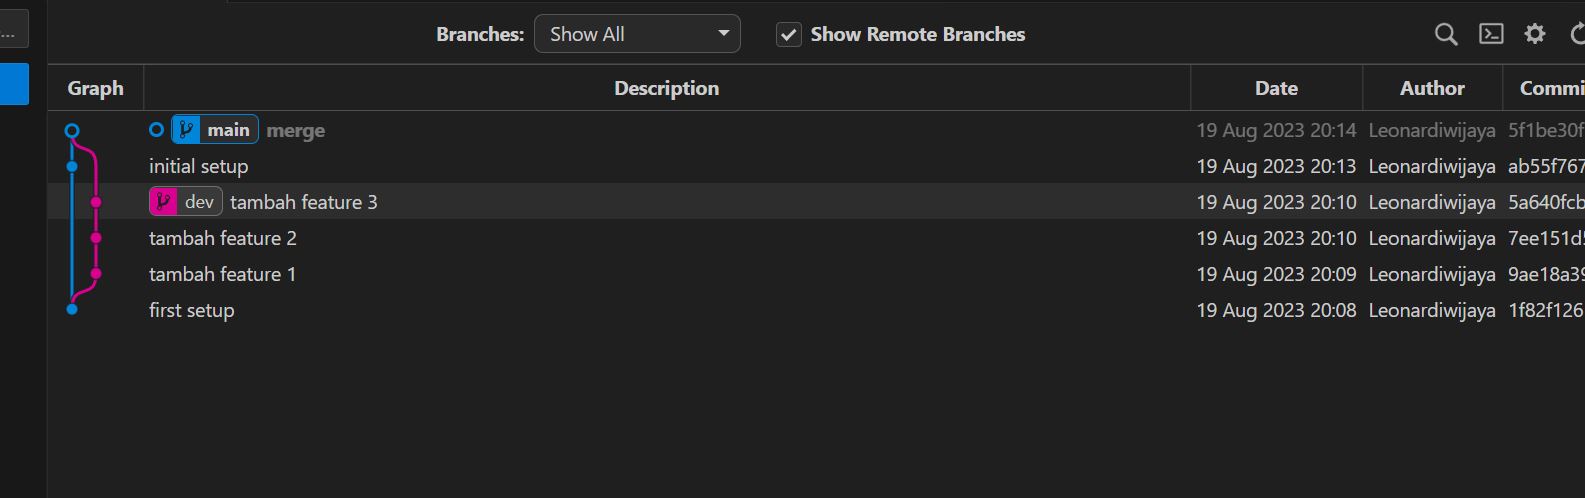 ...
Branches: Show All Show Remote Branches
Graph Description Date Author Commi
main merge 19 Aug 2023 20:14 Leonardiwijaya 5f1be30f
initial setup 19 Aug 2023 20:13 Leonardiwijaya ab55f767
dev tambah feature 3 19 Aug 2023 20:10 Leonardiwijaya 5a640fcb
tambah feature 2 19 Aug 2023 20:10 Leonardiwijaya 7ee151d5
tambah feature 1 19 Aug 2023 20:09 Leonardiwijaya 9ae18a39
first setup 19 Aug 2023 20:08 Leonardiwijaya 1f82f126